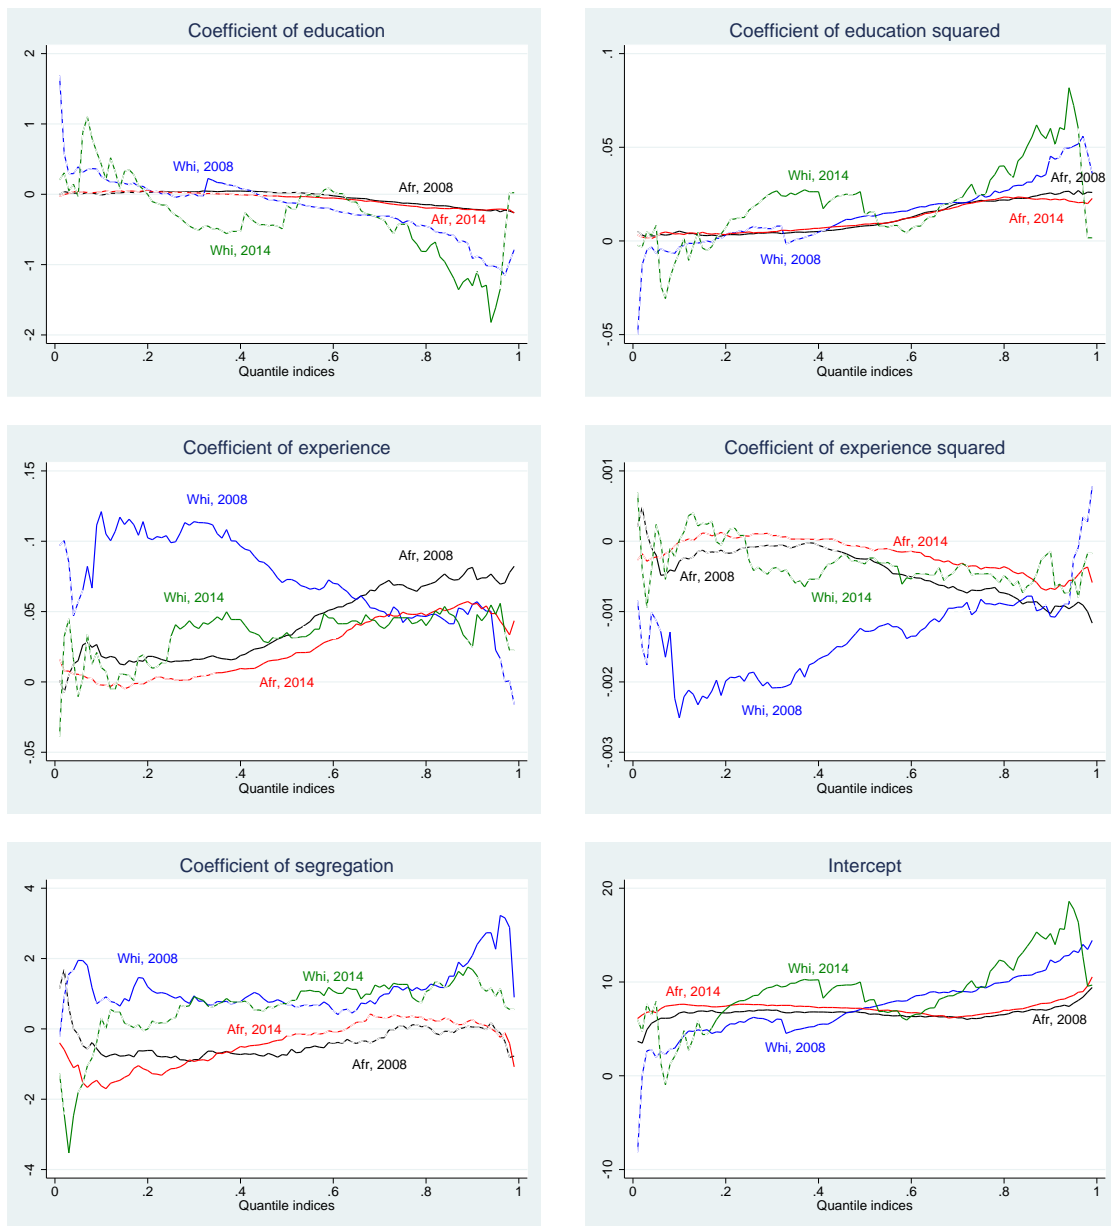 Coefficient of education
2
1
0
-1
-2
Whi, 2008
Afr, 2008
Afr, 2014
Whi, 2014
0 .2 .4 .6 .8 1
Quantile indices
Coefficient of education squared
.1
.05
0
-.05
Whi, 2014
Afr, 2008
Afr, 2014
Whi, 2008
0 .2 .4 .6 .8 1
Quantile indices
Coefficient of experience
.15
.1
.05
0
-.05
Whi, 2008
Afr, 2008
Whi, 2014
Afr, 2014
0 .2 .4 .6 .8 1
Quantile indices
Coefficient of experience squared
.001
0
-.001
-.002
-.003
Afr, 2014
Afr, 2008
Whi, 2014
Whi, 2008
0 .2 .4 .6 .8 1
Quantile indices
Coefficient of segregation
4
2
0
-2
-4
Whi, 2008
Whi, 2014
Afr, 2014
Afr, 2008
0 .2 .4 .6 .8 1
Quantile indices
Intercept
20
10
0
-10
Whi, 2014
Afr, 2014
Afr, 2008
Whi, 2008
0 .2 .4 .6 .8 1
Quantile indices